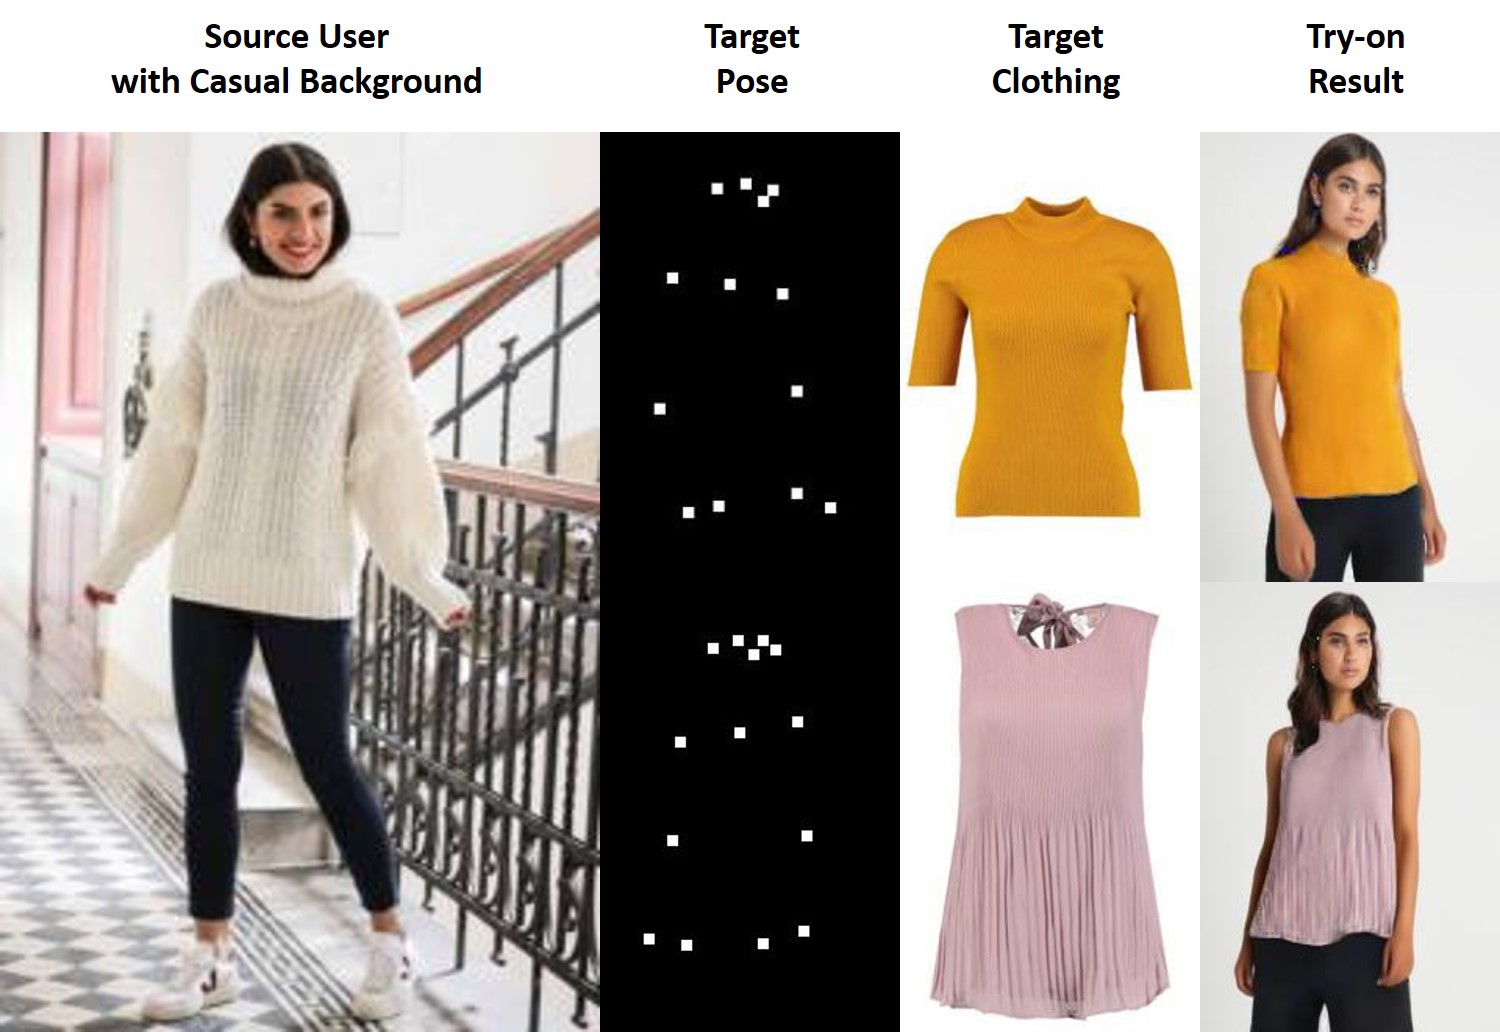 Source User
with Casual Background
Target
Pose
Target
Clothing
Try-on
Result